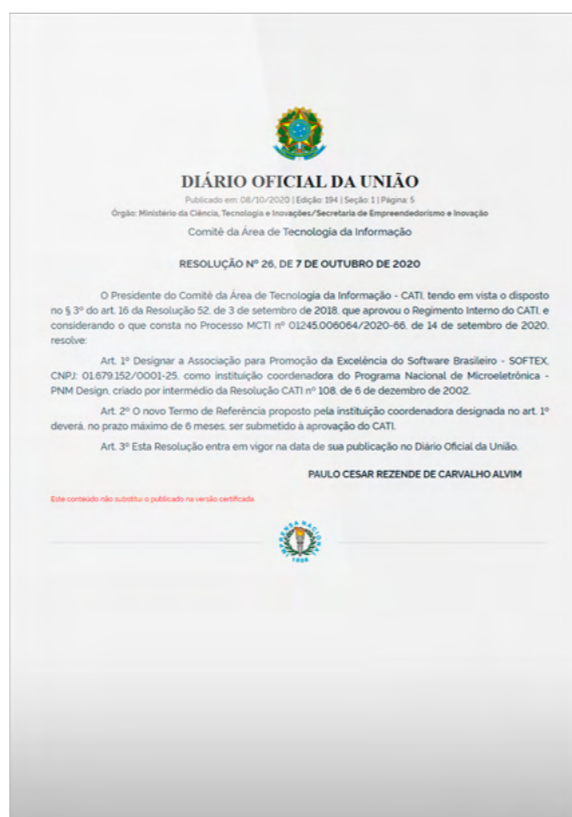 DIÁRIO OFICIAL DA UNIÃO
Publicado em: 08/10/2020 | Edição: 194 | Seção: 1 | Página: 5
Órgão: Ministério da Ciência, Tecnologia e Inovações/Secretaria de Empreendedorismo e Inovação
Comitê da Área de Tecnologia da Informação
RESOLUÇÃO Nº 26, DE 7 DE OUTUBRO DE 2020
O Presidente do Comitê da Área de Tecnologia da Informação - CATI, tendo em vista o disposto
no § 3º do art. 16 da Resolução 52, de 3 de setembro de 2018, que aprovou o Regimento Interno do CATI, e
considerando o que consta no Processo MCTI nº 01245.006064/2020-66, de 14 de setembro de 2020,
resolve:
Art. 1º Designar a Associação para Promoção da Excelência do Software Brasileiro - SOFTEX,
CNPJ: 01.679.152/0001-25, como instituição coordenadora do Programa Nacional de Microeletrônica -
PNM Design, criado por intermédio da Resolução CATI nº 108, de 6 de dezembro de 2002.
Art. 2º O novo Termo de Referência proposto pela instituição coordenadora designada no art. 1º
deverá, no prazo máximo de 6 meses, ser submetido à aprovação do CATI.
Art. 3º Esta Resolução entra em vigor na data de sua publicação no Diário Oficial da União.
PAULO CESAR REZENDE DE CARVALHO ALVIM
Este conteúdo não substitui o publicado na versão certificada.
IMPRENSA NACIONAL
1808